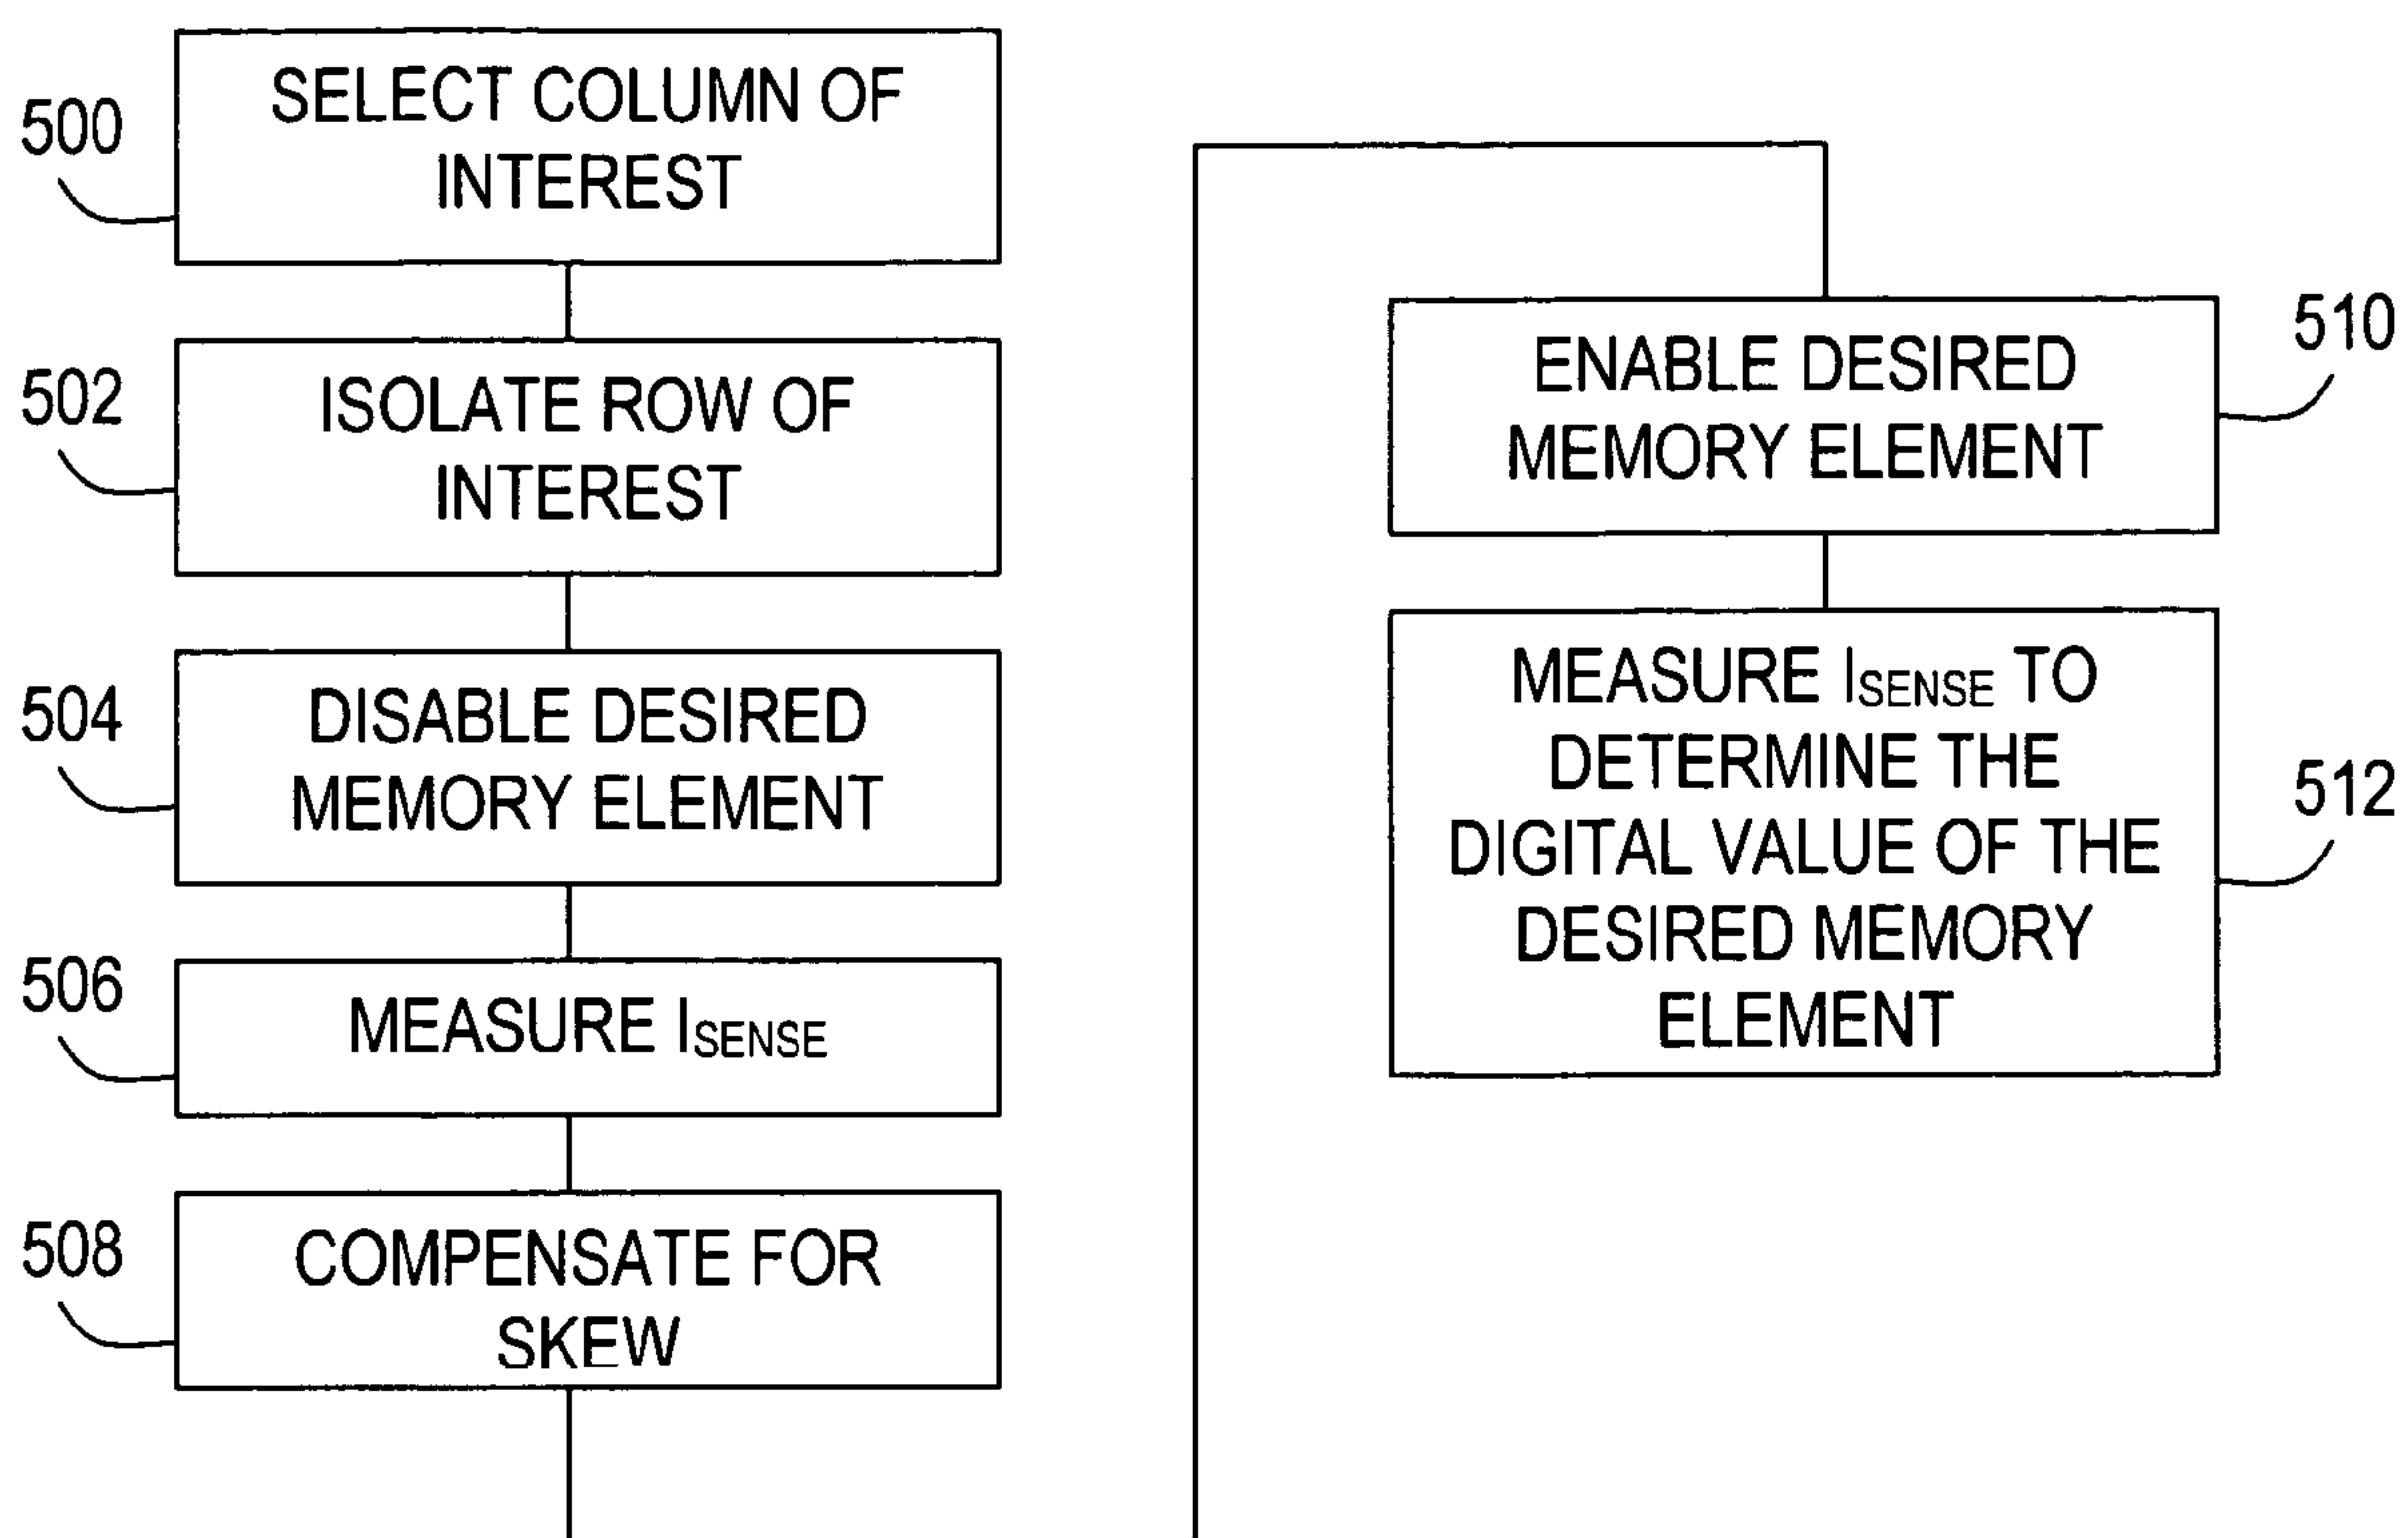 500
SELECT COLUMN OF
INTEREST
502
ISOLATE ROW OF
INTEREST
504
DISABLE DESIRED
MEMORY ELEMENT
506
MEASURE ISENSE
508
COMPENSATE FOR
SKEW
510
ENABLE DESIRED
MEMORY ELEMENT
512
MEASURE ISENSE TO
DETERMINE THE
DIGITAL VALUE OF THE
DESIRED MEMORY
ELEMENT